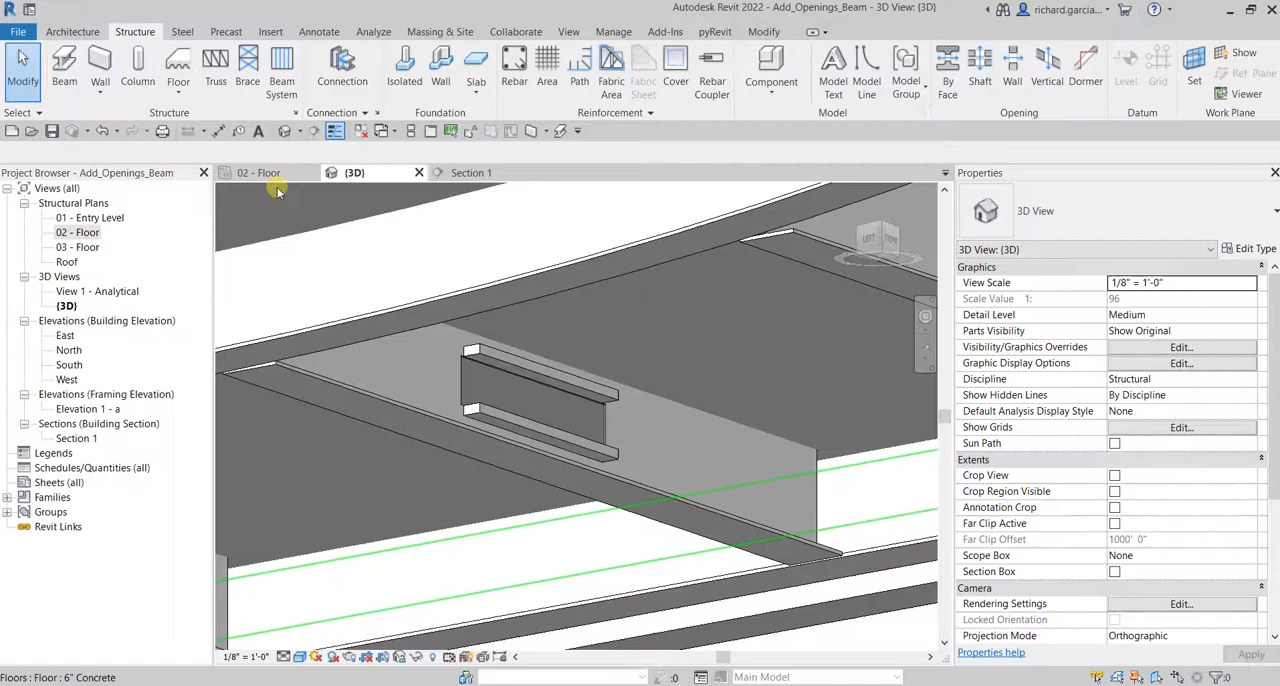 Autodesk Revit 2022 - Add_Openings_Beam - 3D View: {3D}
richard.garcia...
File Architecture Structure Steel Precast Insert Annotate Analyze Massing & Site Collaborate View Manage Add-Ins pyRevit Modify
Modify Beam Wall Column Floor Truss Brace Beam System Connection Isolated Wall Slab Rebar Area Path Fabric Area Fabric Sheet Cover Rebar Coupler Component Model Text Model Line Model Group By Face Shaft Wall Vertical Dormer Level Grid Set Show Ref Plane Viewer
Select Structure Connection Foundation Reinforcement Model Opening Datum Work Plane
Project Browser - Add_Openings_Beam
Views (all)
Structural Plans
01 - Entry Level
02 - Floor
03 - Floor
Roof
3D Views
View 1 - Analytical
{3D}
Elevations (Building Elevation)
East
North
South
West
Elevations (Framing Elevation)
Elevation 1 - a
Sections (Building Section)
Section 1
Legends
Schedules/Quantities (all)
Sheets (all)
Families
Groups
Revit Links
02 - Floor {3D} Section 1
LEFT FRONT
Properties
3D View
3D View: {3D} Edit Type
Graphics
View Scale 1/8" = 1'-0"
Scale Value 1: 96
Detail Level Medium
Parts Visibility Show Original
Visibility/Graphics Overrides Edit...
Graphic Display Options Edit...
Discipline Structural
Show Hidden Lines By Discipline
Default Analysis Display Style None
Show Grids Edit...
Sun Path
Extents
Crop View
Crop Region Visible
Annotation Crop
Far Clip Active
Far Clip Offset 1000' 0"
Scope Box None
Section Box
Camera
Rendering Settings Edit...
Locked Orientation
Projection Mode Orthographic
Properties help Apply
1/8" = 1'-0"
Floor : Floor : 6" Concrete :0 Main Model :0